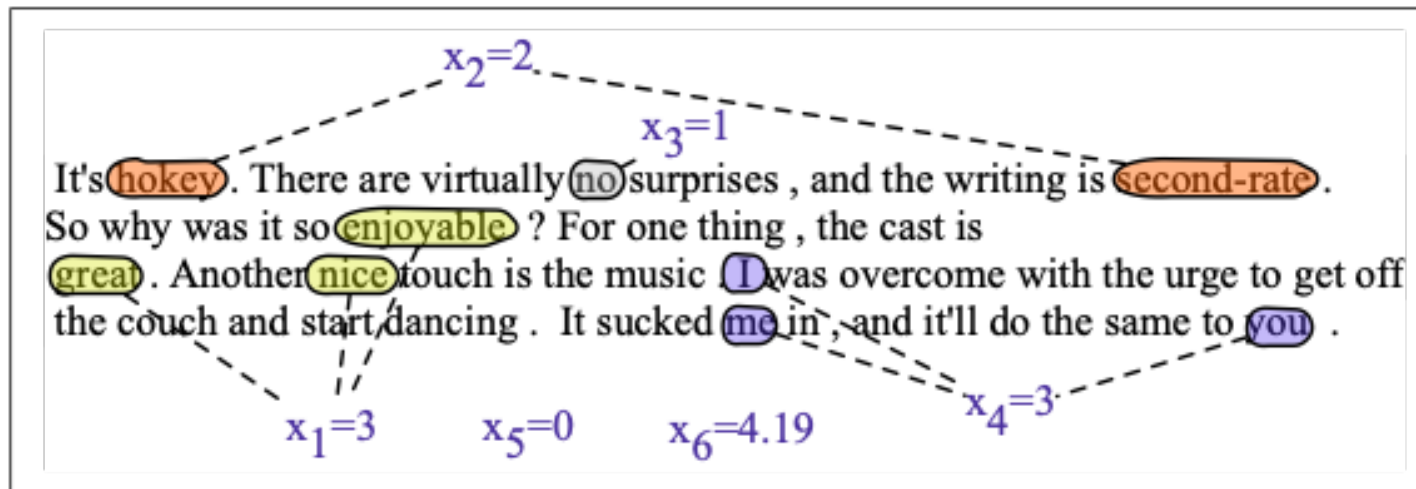 x2=2
x3=1
It's hokey . There are virtually no surprises , and the writing is second-rate .
So why was it so enjoyable ? For one thing , the cast is
great . Another nice touch is the music . I was overcome with the urge to get off
the couch and start dancing . It sucked me in , and it'll do the same to you .
x4=3
x1=3 x5=0 x6=4.19